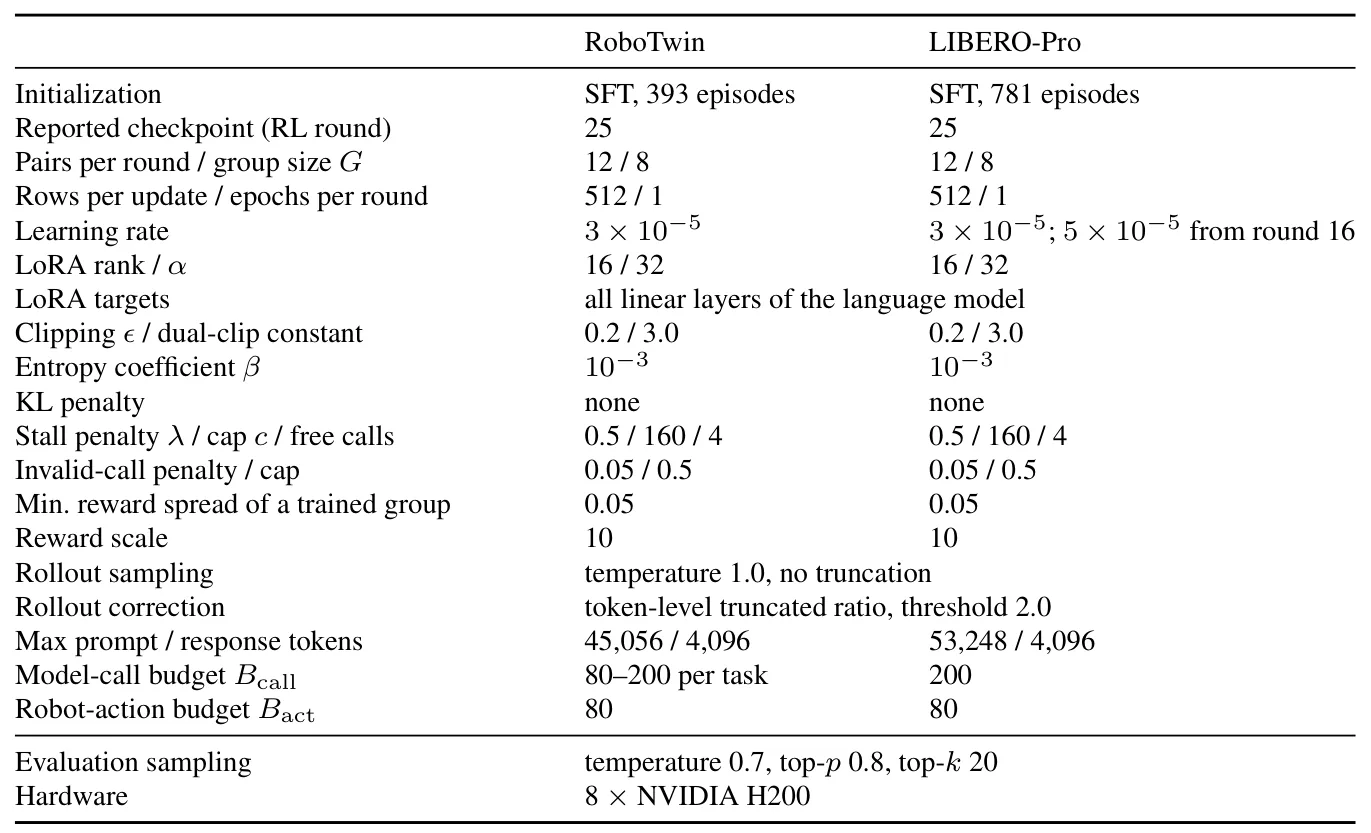 RoboTwin LIBERO-Pro
Initialization SFT, 393 episodes SFT, 781 episodes
Reported checkpoint (RL round) 25 25
Pairs per round / group size G 12 / 8 12 / 8
Rows per update / epochs per round 512 / 1 512 / 1
Learning rate 3 × 10⁻⁵ 3 × 10⁻⁵; 5 × 10⁻⁵ from round 16
LoRA rank / α 16 / 32 16 / 32
LoRA targets all linear layers of the language model
Clipping ϵ / dual-clip constant 0.2 / 3.0 0.2 / 3.0
Entropy coefficient β 10⁻³ 10⁻³
KL penalty none none
Stall penalty λ / cap c / free calls 0.5 / 160 / 4 0.5 / 160 / 4
Invalid-call penalty / cap 0.05 / 0.5 0.05 / 0.5
Min. reward spread of a trained group 0.05 0.05
Reward scale 10 10
Rollout sampling temperature 1.0, no truncation
Rollout correction token-level truncated ratio, threshold 2.0
Max prompt / response tokens 45,056 / 4,096 53,248 / 4,096
Model-call budget B_call 80–200 per task 200
Robot-action budget B_act 80 80
Evaluation sampling temperature 0.7, top-p 0.8, top-k 20
Hardware 8 × NVIDIA H200